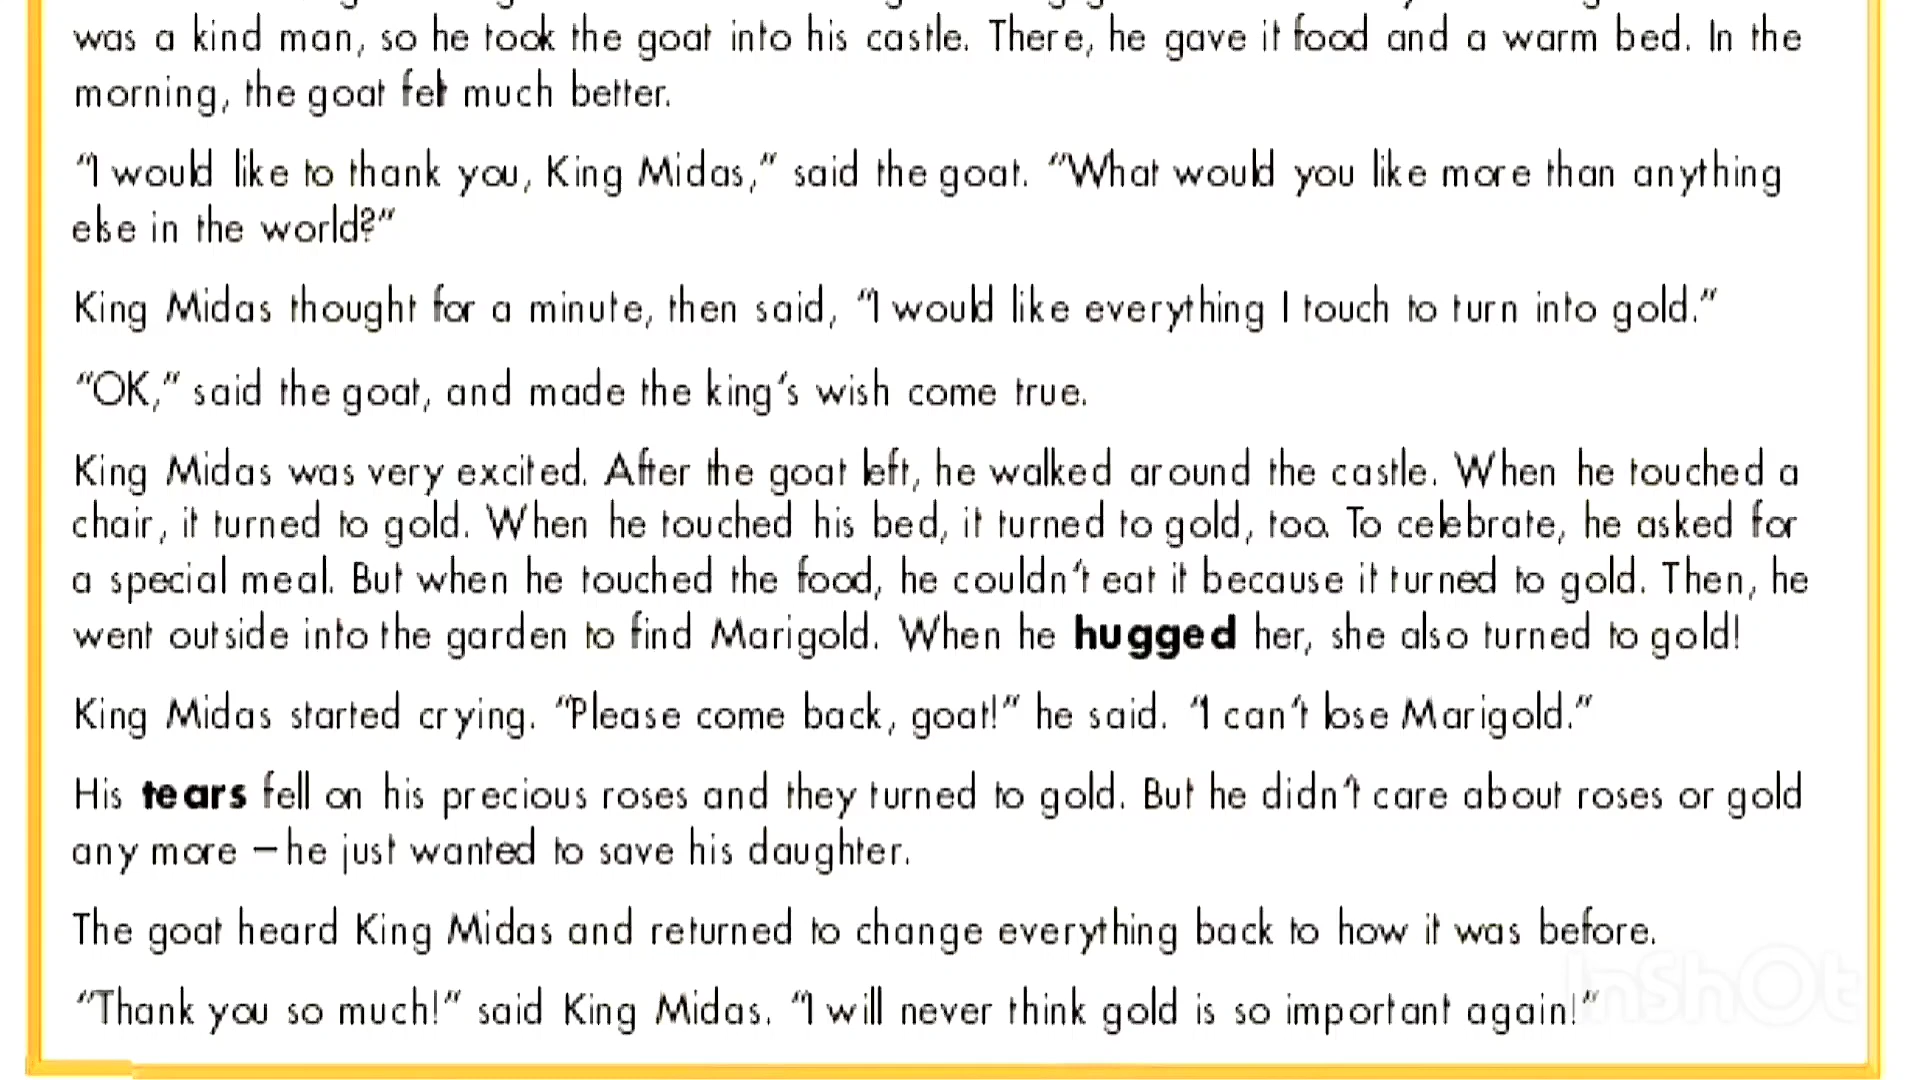 was a kind man, so he took the goat into his castle. There, he gave it food and a warm bed. In the
morning, the goat felt much better.
“I would like to thank you, King Midas,” said the goat. “What would you like more than anything
else in the world?”
King Midas thought for a minute, then said, “I would like everything I touch to turn into gold.”
“OK,” said the goat, and made the king’s wish come true.
King Midas was very excited. After the goat left, he walked around the castle. When he touched a
chair, it turned to gold. When he touched his bed, it turned to gold, too. To celebrate, he asked for
a special meal. But when he touched the food, he couldn’t eat it because it turned to gold. Then, he
went outside into the garden to find Marigold. When he hugged her, she also turned to gold!
King Midas started crying. “Please come back, goat!” he said. “I can’t lose Marigold.”
His tears fell on his precious roses and they turned to gold. But he didn’t care about roses or gold
any more – he just wanted to save his daughter.
The goat heard King Midas and returned to change everything back to how it was before.
“Thank you so much!” said King Midas. “I will never think gold is so important again!”
InShOt